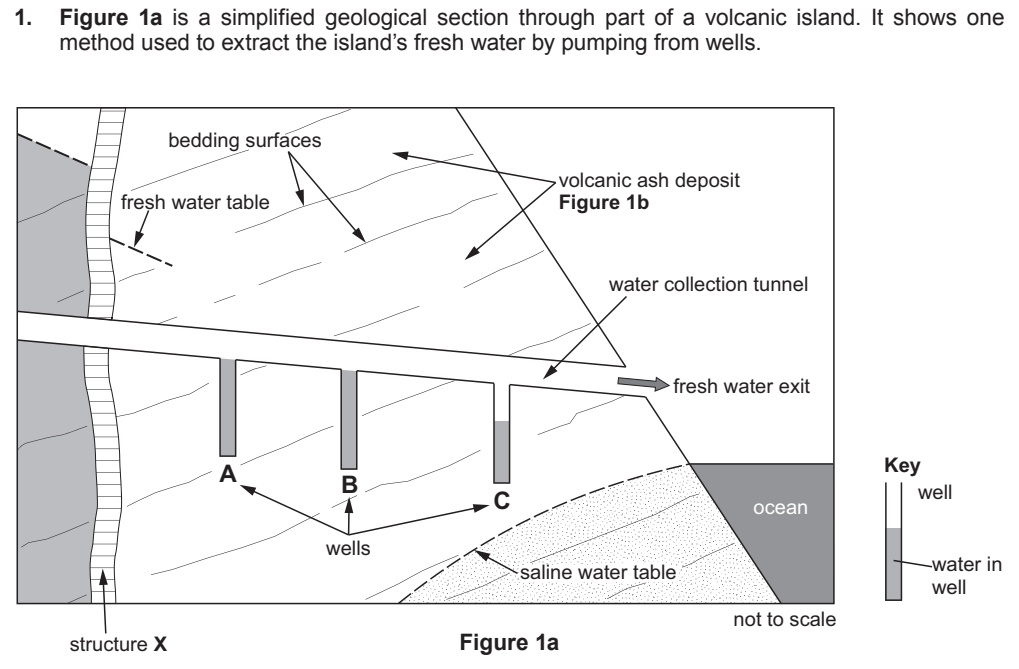 1. Figure 1a is a simplified geological section through part of a volcanic island. It shows one
method used to extract the island's fresh water by pumping from wells.
bedding surfaces
volcanic ash deposit
Figure 1b
fresh water table
water collection tunnel
fresh water exit
A
B
C
wells
ocean
saline water table
Key
well
water in
well
not to scale
structure X
Figure 1a